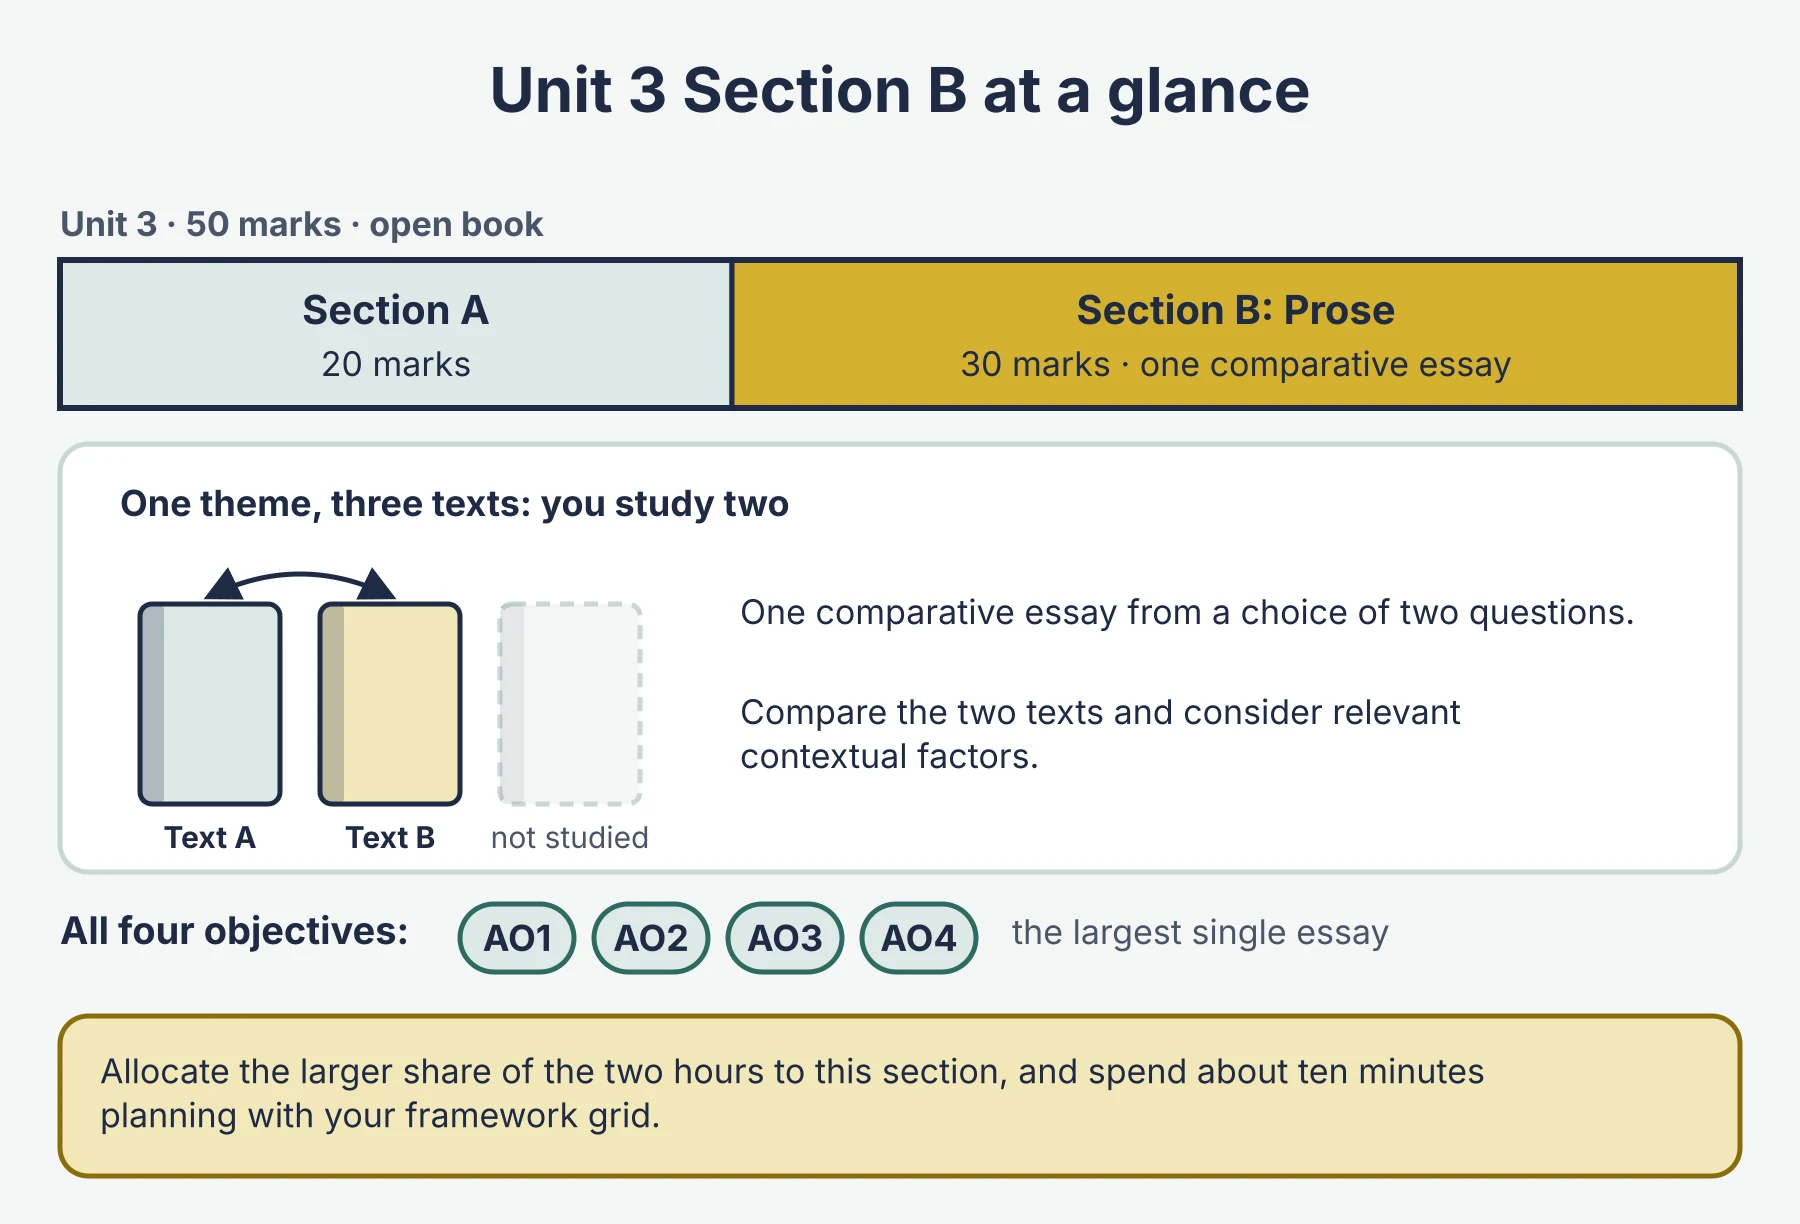 Unit 3 Section B at a glance
Unit 3 · 50 marks · open book
Section A
20 marks
Section B: Prose
30 marks · one comparative essay
One theme, three texts: you study two
One comparative essay from a choice of two questions.
Compare the two texts and consider relevant
contextual factors.
Text A
Text B
not studied
All four objectives:
AO1
AO2
AO3
AO4
the largest single essay
Allocate the larger share of the two hours to this section, and spend about ten minutes
planning with your framework grid.